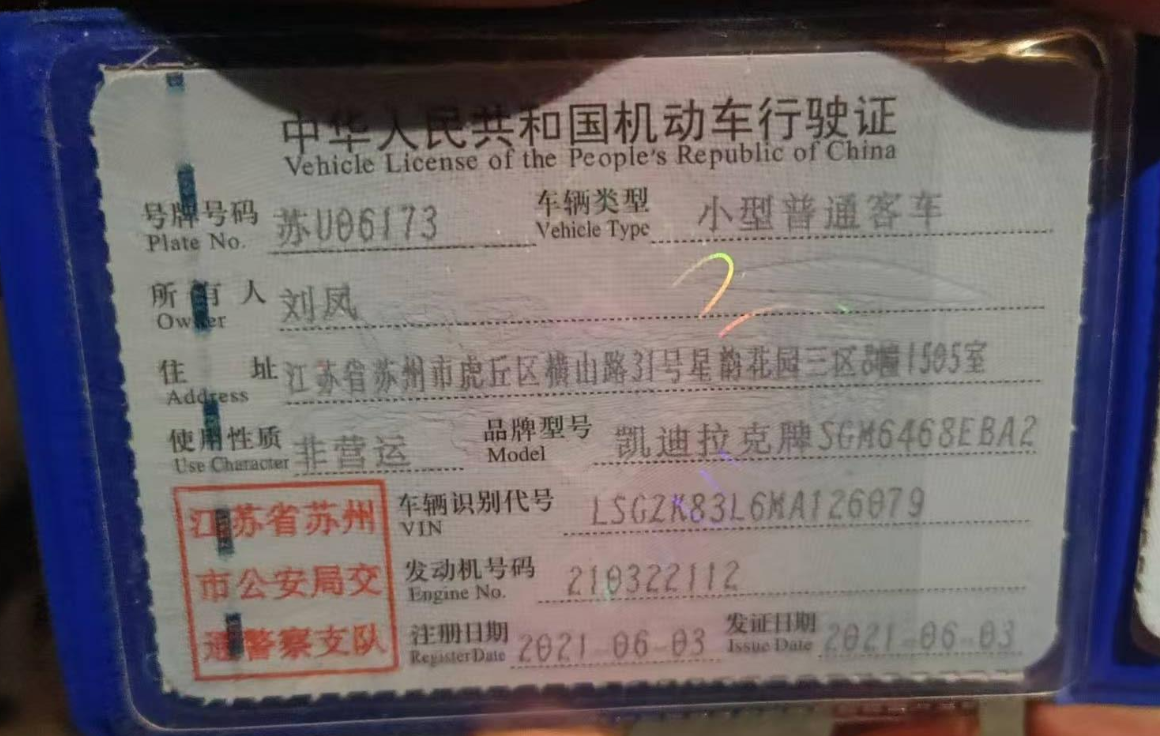 中华人民共和国机动车行驶证
Vehicle License of the People's Republic of China
号牌号码 苏U06173 车辆类型 小型普通客车
Plate No. Vehicle Type
所有人 刘凤
Owner
住址 江苏省苏州市虎丘区横山路31号星韵花园三区8幢1505室
Address
使用性质 非营运 品牌型号 凯迪拉克牌SGM6468EBA2
Use Character Model
江苏省苏州
市公安局交
通警察支队
车辆识别代号 LSGZK83L6MA126079
VIN
发动机号码 210322112
Engine No.
注册日期 2021-06-03 发证日期 2021-06-03
Register Date Issue Date